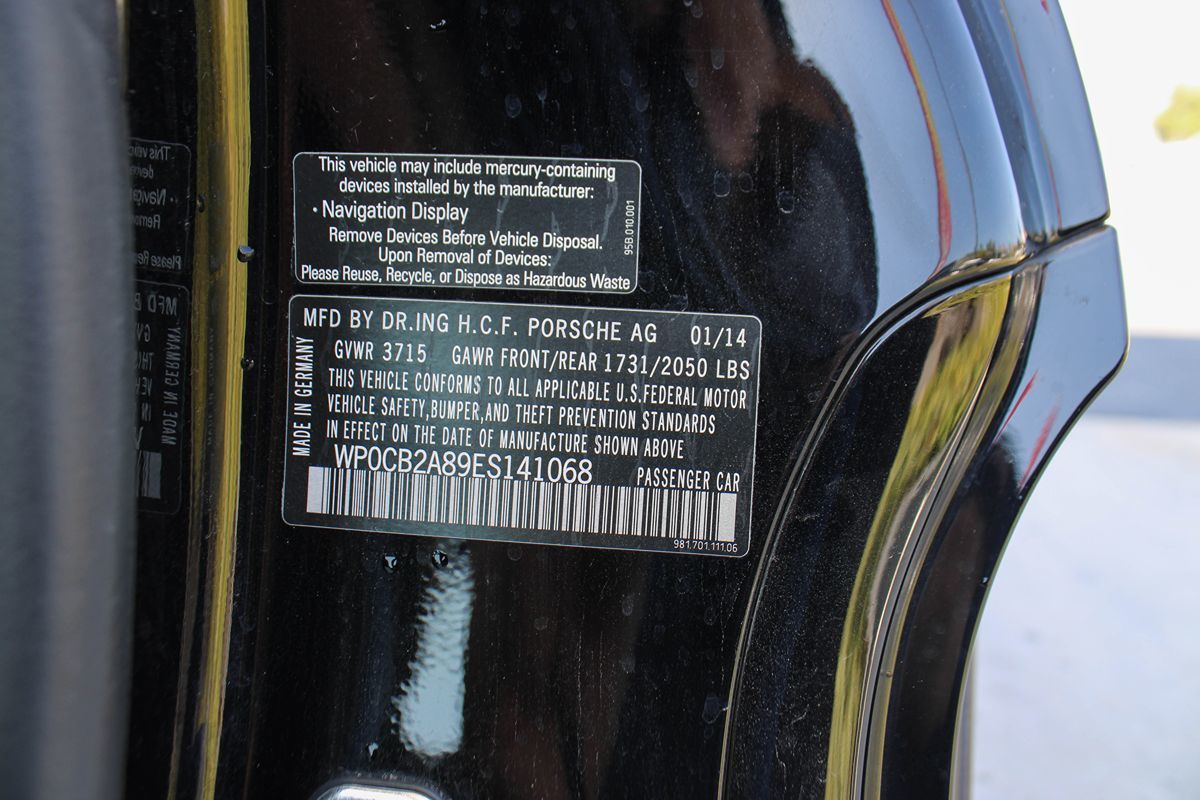 This vehicle may include mercury-containing
devices installed by the manufacturer:
· Navigation Display
Remove Devices Before Vehicle Disposal.
Upon Removal of Devices:
Please Reuse, Recycle, or Dispose as Hazardous Waste
95B.010.001
MFD BY DR.ING H.C.F. PORSCHE AG 01/14
GVWR 3715 GAWR FRONT/REAR 1731/2050 LBS
THIS VEHICLE CONFORMS TO ALL APPLICABLE U.S.FEDERAL MOTOR
VEHICLE SAFETY,BUMPER,AND THEFT PREVENTION STANDARDS
IN EFFECT ON THE DATE OF MANUFACTURE SHOWN ABOVE
WP0CB2A89ES141068 PASSENGER CAR
MADE IN GERMANY
981.701.111.06